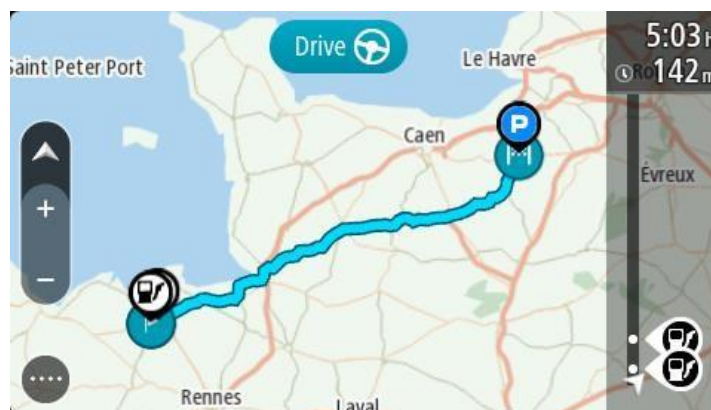 Drive
5:03 h
Le Havre
Saint Peter Port
142 m
P
Caen
Évreux
+
−
Rennes
Laval